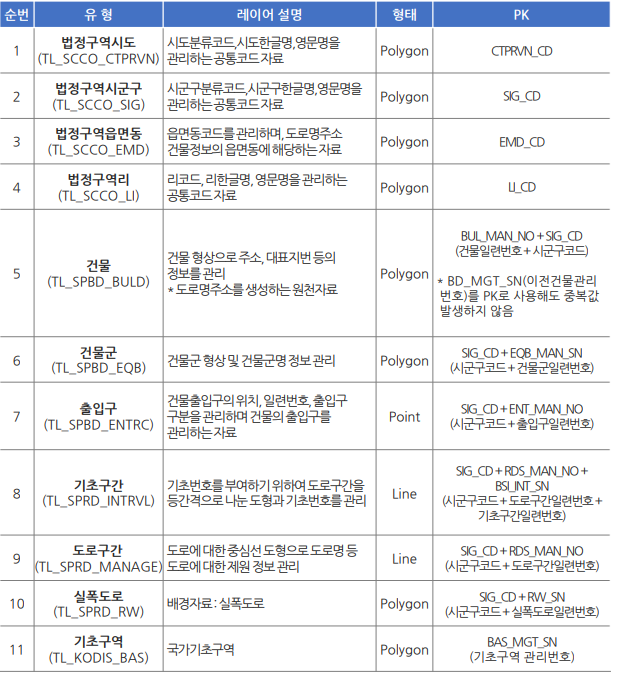 순번 유 형 레이어 설명 형태 PK
1 법정구역시도 (TL_SCCO_CTPRVN) 시도분류코드,시도한글명,영문명을 관리하는 공통코드 자료 Polygon CTPRVN_CD
2 법정구역시군구 (TL_SCCO_SIG) 시군구분류코드,시군구한글명,영문명을 관리하는 공통코드 자료 Polygon SIG_CD
3 법정구역읍면동 (TL_SCCO_EMD) 읍면동코드를 관리하며, 도로명주소 건물정보의 읍면동에 해당하는 자료 Polygon EMD_CD
4 법정구역리 (TL_SCCO_LI) 리코드, 리한글명, 영문명을 관리하는 공통코드 자료 Polygon LI_CD
5 건물 (TL_SPBD_BULD) 건물 형상으로 주소, 대표지번 등의 정보를 관리
* 도로명주소를 생성하는 원천자료
Polygon
BUL_MAN_NO + SIG_CD
(건물일련번호 + 시군구코드)
* BD_MGT_SN(이전건물관리
번호)를 PK로 사용해도 중복값
발생하지 않음
6 건물군 (TL_SPBD_EQB) 건물군 형상 및 건물군명 정보 관리 Polygon SIG_CD + EQB_MAN_SN (시군구코드 + 건물군일련번호)
7 출입구 (TL_SPBD_ENTRC) 건물출입구의 위치, 일련번호, 출입구 구분을 관리하며 건물의 출입구를 관리하는 자료 Point SIG_CD + ENT_MAN_NO (시군구코드 + 출입구일련번호)
8 기초구간 (TL_SPRD_INTRVL) 기초번호를 부여하기 위하여 도로구간을 등간격으로 나눈 도형과 기초번호를 관리 Line SIG_CD + RDS_MAN_NO + BSI_INT_SN (시군구코드 + 도로구간일련번호 + 기초구간일련번호)
9 도로구간 (TL_SPRD_MANAGE) 도로에 대한 중심선 도형으로 도로명 등 도로에 대한 제원 정보 관리 Line SIG_CD + RDS_MAN_NO (시군구코드 + 도로구간일련번호)
10 실폭도로 (TL_SPRD_RW) 배경자료 : 실폭도로 Polygon SIG_CD + RW_SN (시군구코드 + 실폭도로일련번호)
11 기초구역 (TL_KODIS_BAS) 국가기초구역 Polygon BAS_MGT_SN (기초구역 관리번호)